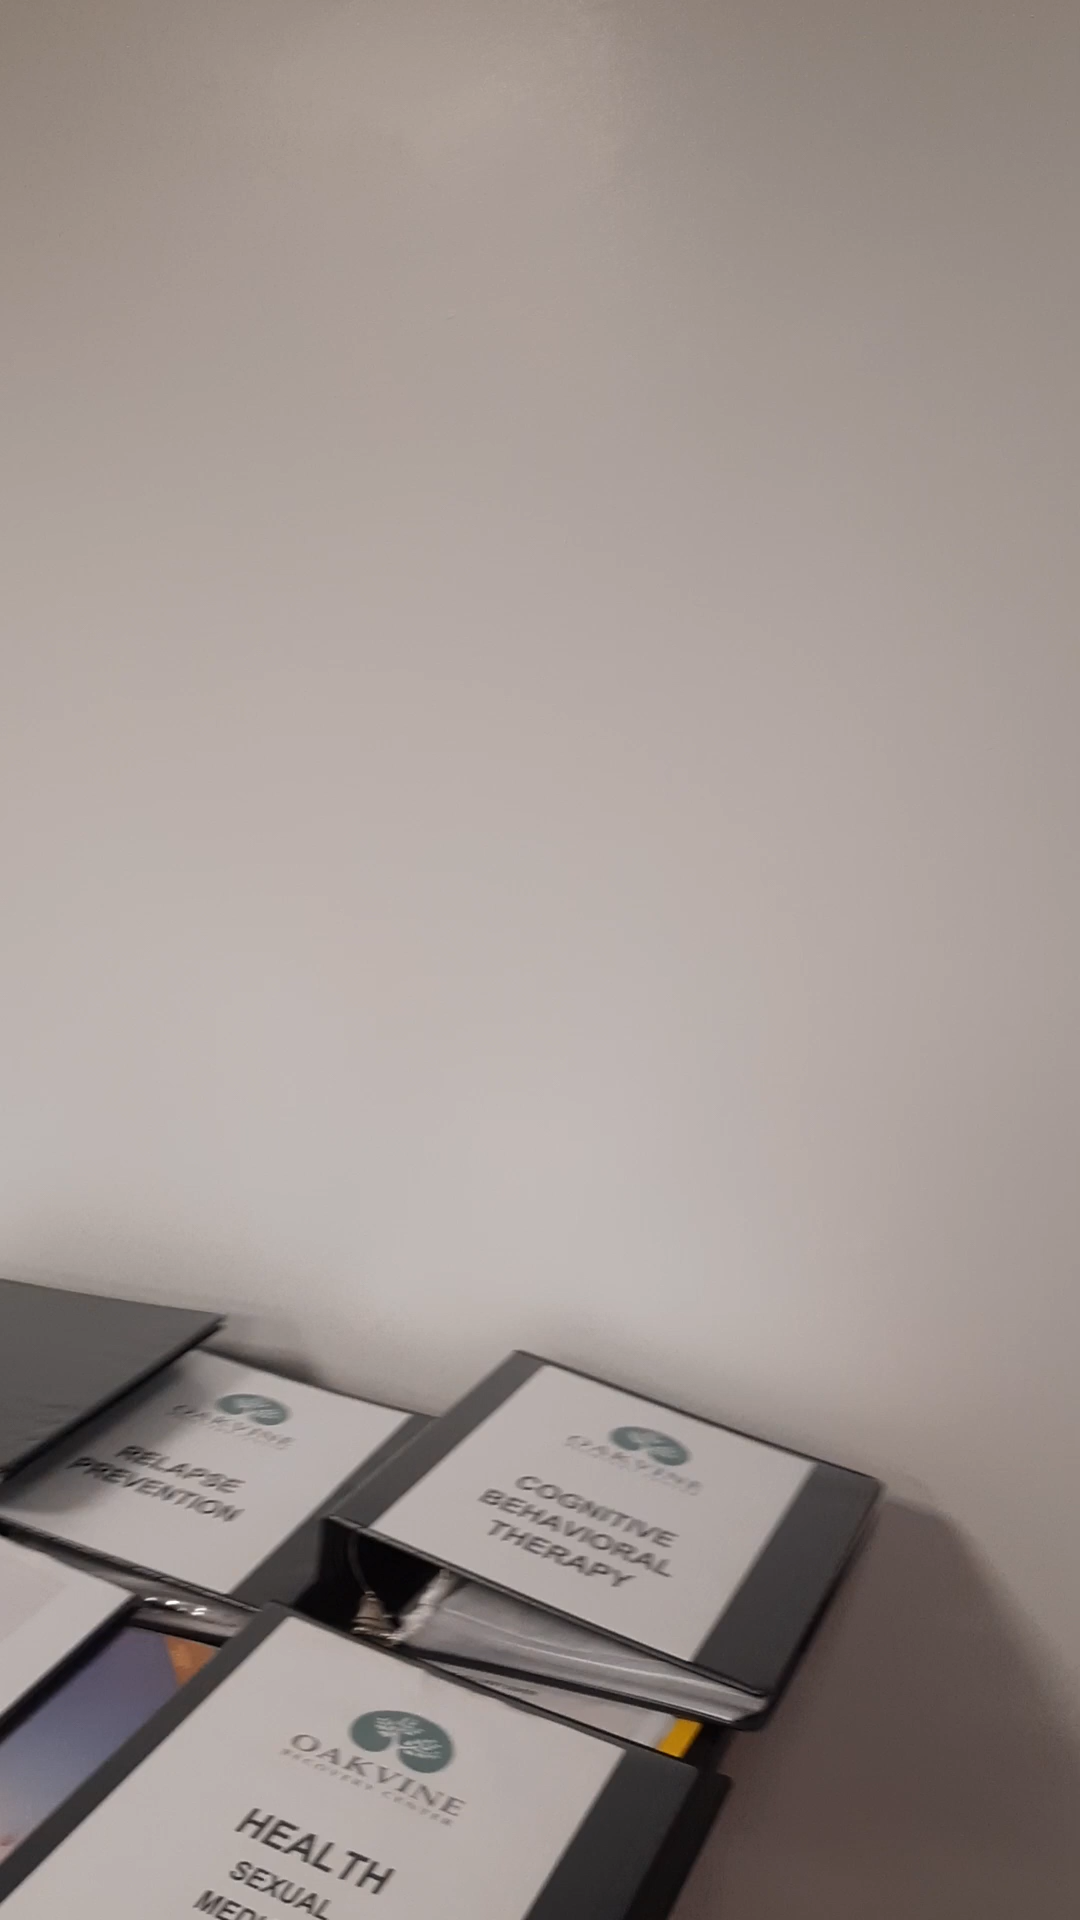 OAKVINE
RELAPSE
PREVENTION
OAKVINE
COGNITIVE
BEHAVIORAL
THERAPY
OAKVINE
RECOVERY CENTER
HEALTH
SEXUAL